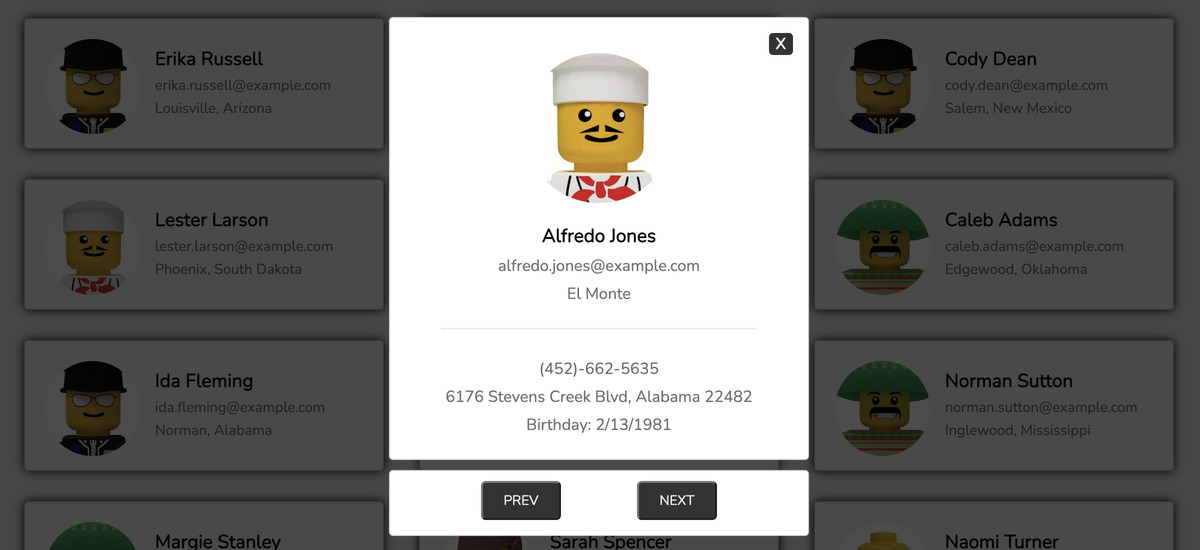 Erika Russell
erika.russell@example.com
Louisville, Arizona
Lester Larson
lester.larson@example.com
Phoenix, South Dakota
Ida Fleming
ida.fleming@example.com
Norman, Alabama
Margie Stanley
X
Alfredo Jones
alfredo.jones@example.com
El Monte
(452)-662-5635
6176 Stevens Creek Blvd, Alabama 22482
Birthday: 2/13/1981
PREV
NEXT
Sarah Spencer
Cody Dean
cody.dean@example.com
Salem, New Mexico
Caleb Adams
caleb.adams@example.com
Edgewood, Oklahoma
Norman Sutton
norman.sutton@example.com
Inglewood, Mississippi
Naomi Turner